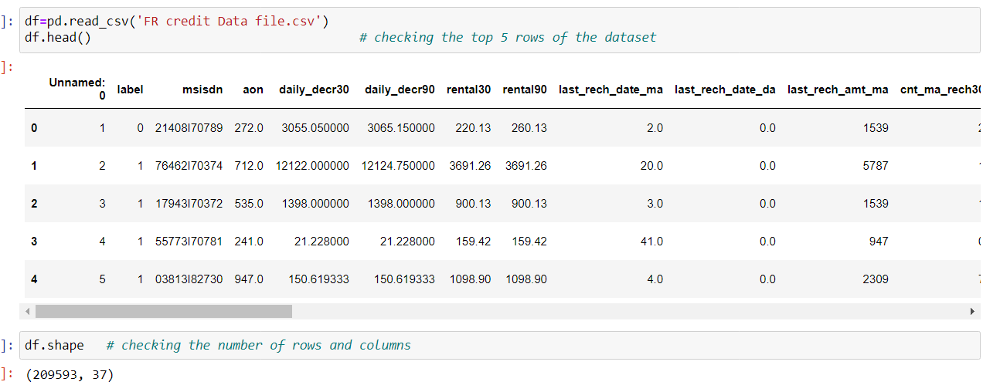 ]: df=pd.read_csv('FR credit Data file.csv')
df.head() # checking the top 5 rows of the dataset
]:
Unnamed: 0 label msisdn aon daily_decr30 daily_decr90 rental30 rental90 last_rech_date_ma last_rech_date_da last_rech_amt_ma cnt_ma_rech30
0 1 0 21408I70789 272.0 3055.050000 3065.150000 220.13 260.13 2.0 0.0 1539
1 2 1 76462I70374 712.0 12122.000000 12124.750000 3691.26 3691.26 20.0 0.0 5787
2 3 1 17943I70372 535.0 1398.000000 1398.000000 900.13 900.13 3.0 0.0 1539
3 4 1 55773I70781 241.0 21.228000 21.228000 159.42 159.42 41.0 0.0 947
4 5 1 03813I82730 947.0 150.619333 150.619333 1098.90 1098.90 4.0 0.0 2309
]: df.shape # checking the number of rows and columns
]: (209593, 37)